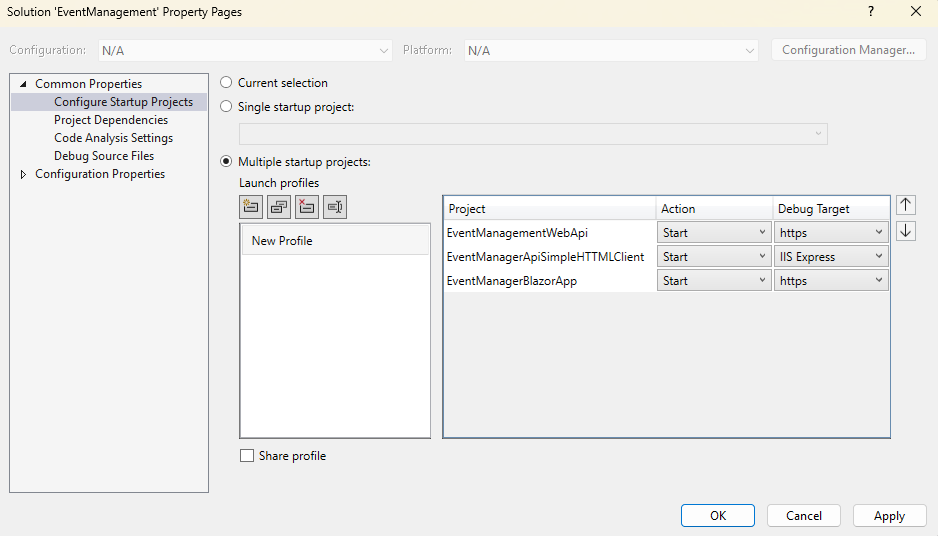 Solution 'EventManagement' Property Pages
?
Configuration: N/A Platform: N/A Configuration Manager...
Common Properties
Configure Startup Projects
Project Dependencies
Code Analysis Settings
Debug Source Files
Configuration Properties
Current selection
Single startup project:
Multiple startup projects:
Launch profiles
New Profile
Project Action Debug Target
EventManagementWebApi Start https
EventManagerApiSimpleHTTMLClient Start IIS Express
EventManagerBlazorApp Start https
Share profile
OK Cancel Apply